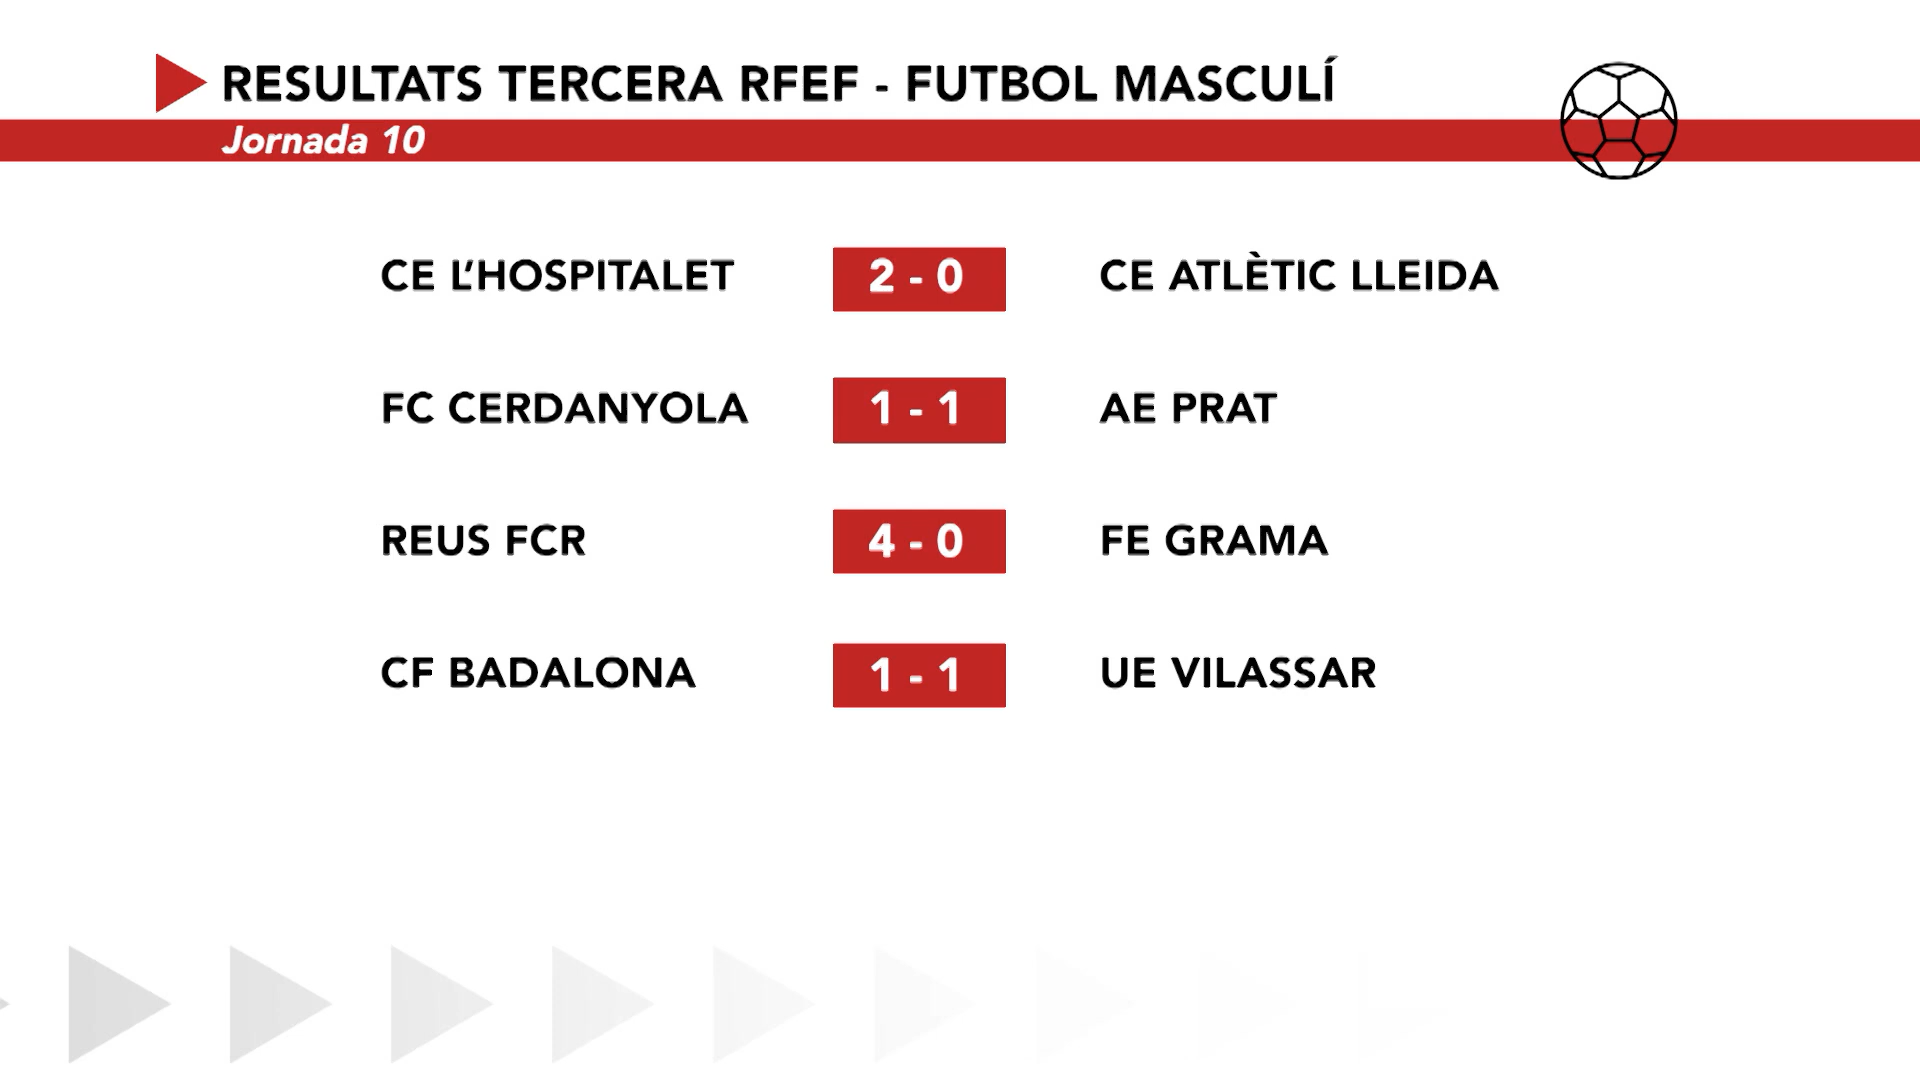 RESULTATS TERCERA RFEF - FUTBOL MASCULÍ
Jornada 10
CE L’HOSPITALET 2 - 0 CE ATLÈTIC LLEIDA
FC CERDANYOLA 1 - 1 AE PRAT
REUS FCR 4 - 0 FE GRAMA
CF BADALONA 1 - 1 UE VILASSAR